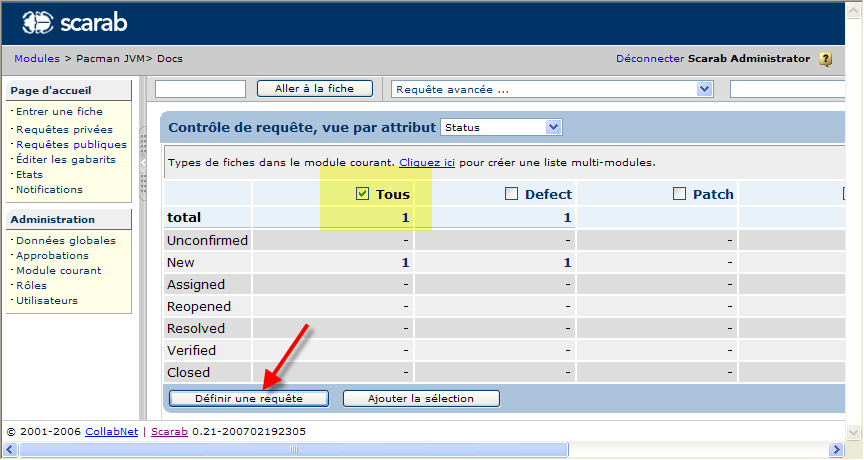 scarab
Modules > Pacman JVM> Docs
Déconnecter Scarab Administrator ?
Page d'accueil
Entrer une fiche
Requêtes privées
Requêtes publiques
Éditer les gabarits
Etats
Notifications
Administration
Données globales
Approbations
Module courant
Rôles
Utilisateurs
Aller à la fiche
Requête avancée ...
Contrôle de requête, vue par attribut Status
Types de fiches dans le module courant. Cliquez ici pour créer une liste multi-modules.
Tous Defect Patch
total 1 1
Unconfirmed - - -
New 1 1 -
Assigned - - -
Reopened - - -
Resolved - - -
Verified - - -
Closed - - -
Définir une requête Ajouter la sélection
© 2001-2006 CollabNet | Scarab 0.21-200702192305